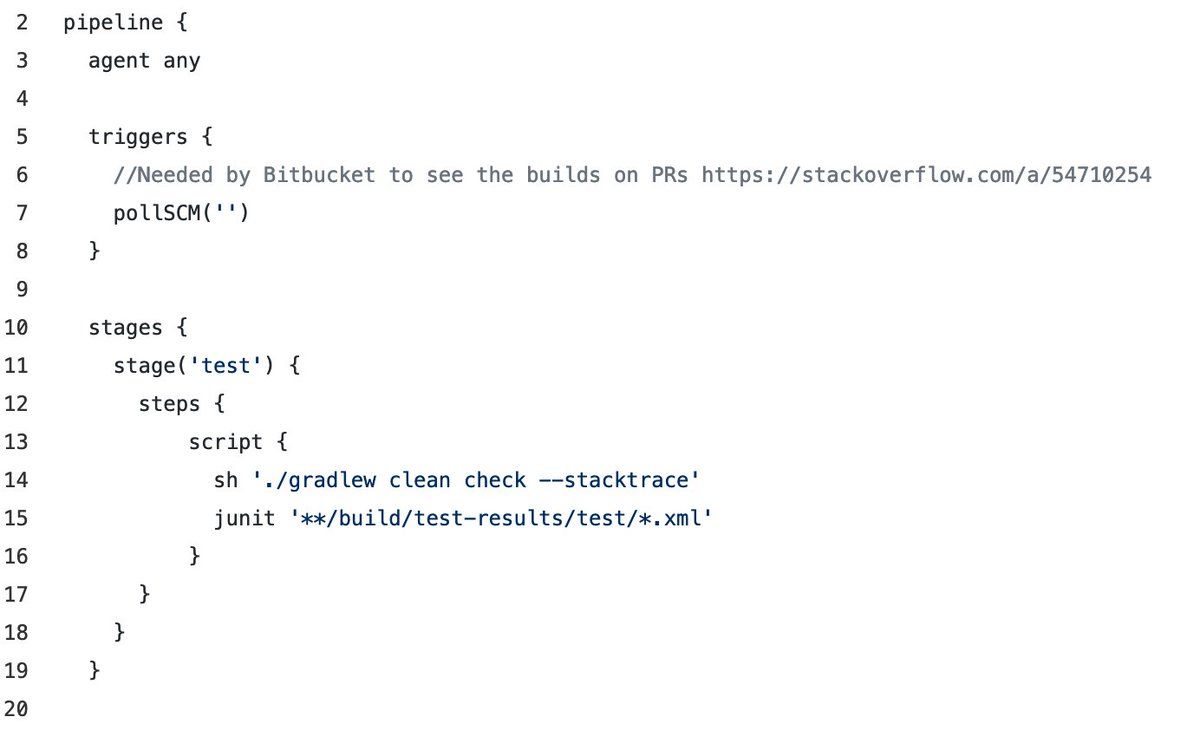 2 pipeline {
3   agent any
4
5   triggers {
6     //Needed by Bitbucket to see the builds on PRs https://stackoverflow.com/a/54710254
7     pollSCM('')
8   }
9
10   stages {
11     stage('test') {
12       steps {
13           script {
14             sh './gradlew clean check --stacktrace'
15             junit '**/build/test-results/test/*.xml'
16           }
17       }
18     }
19   }
20